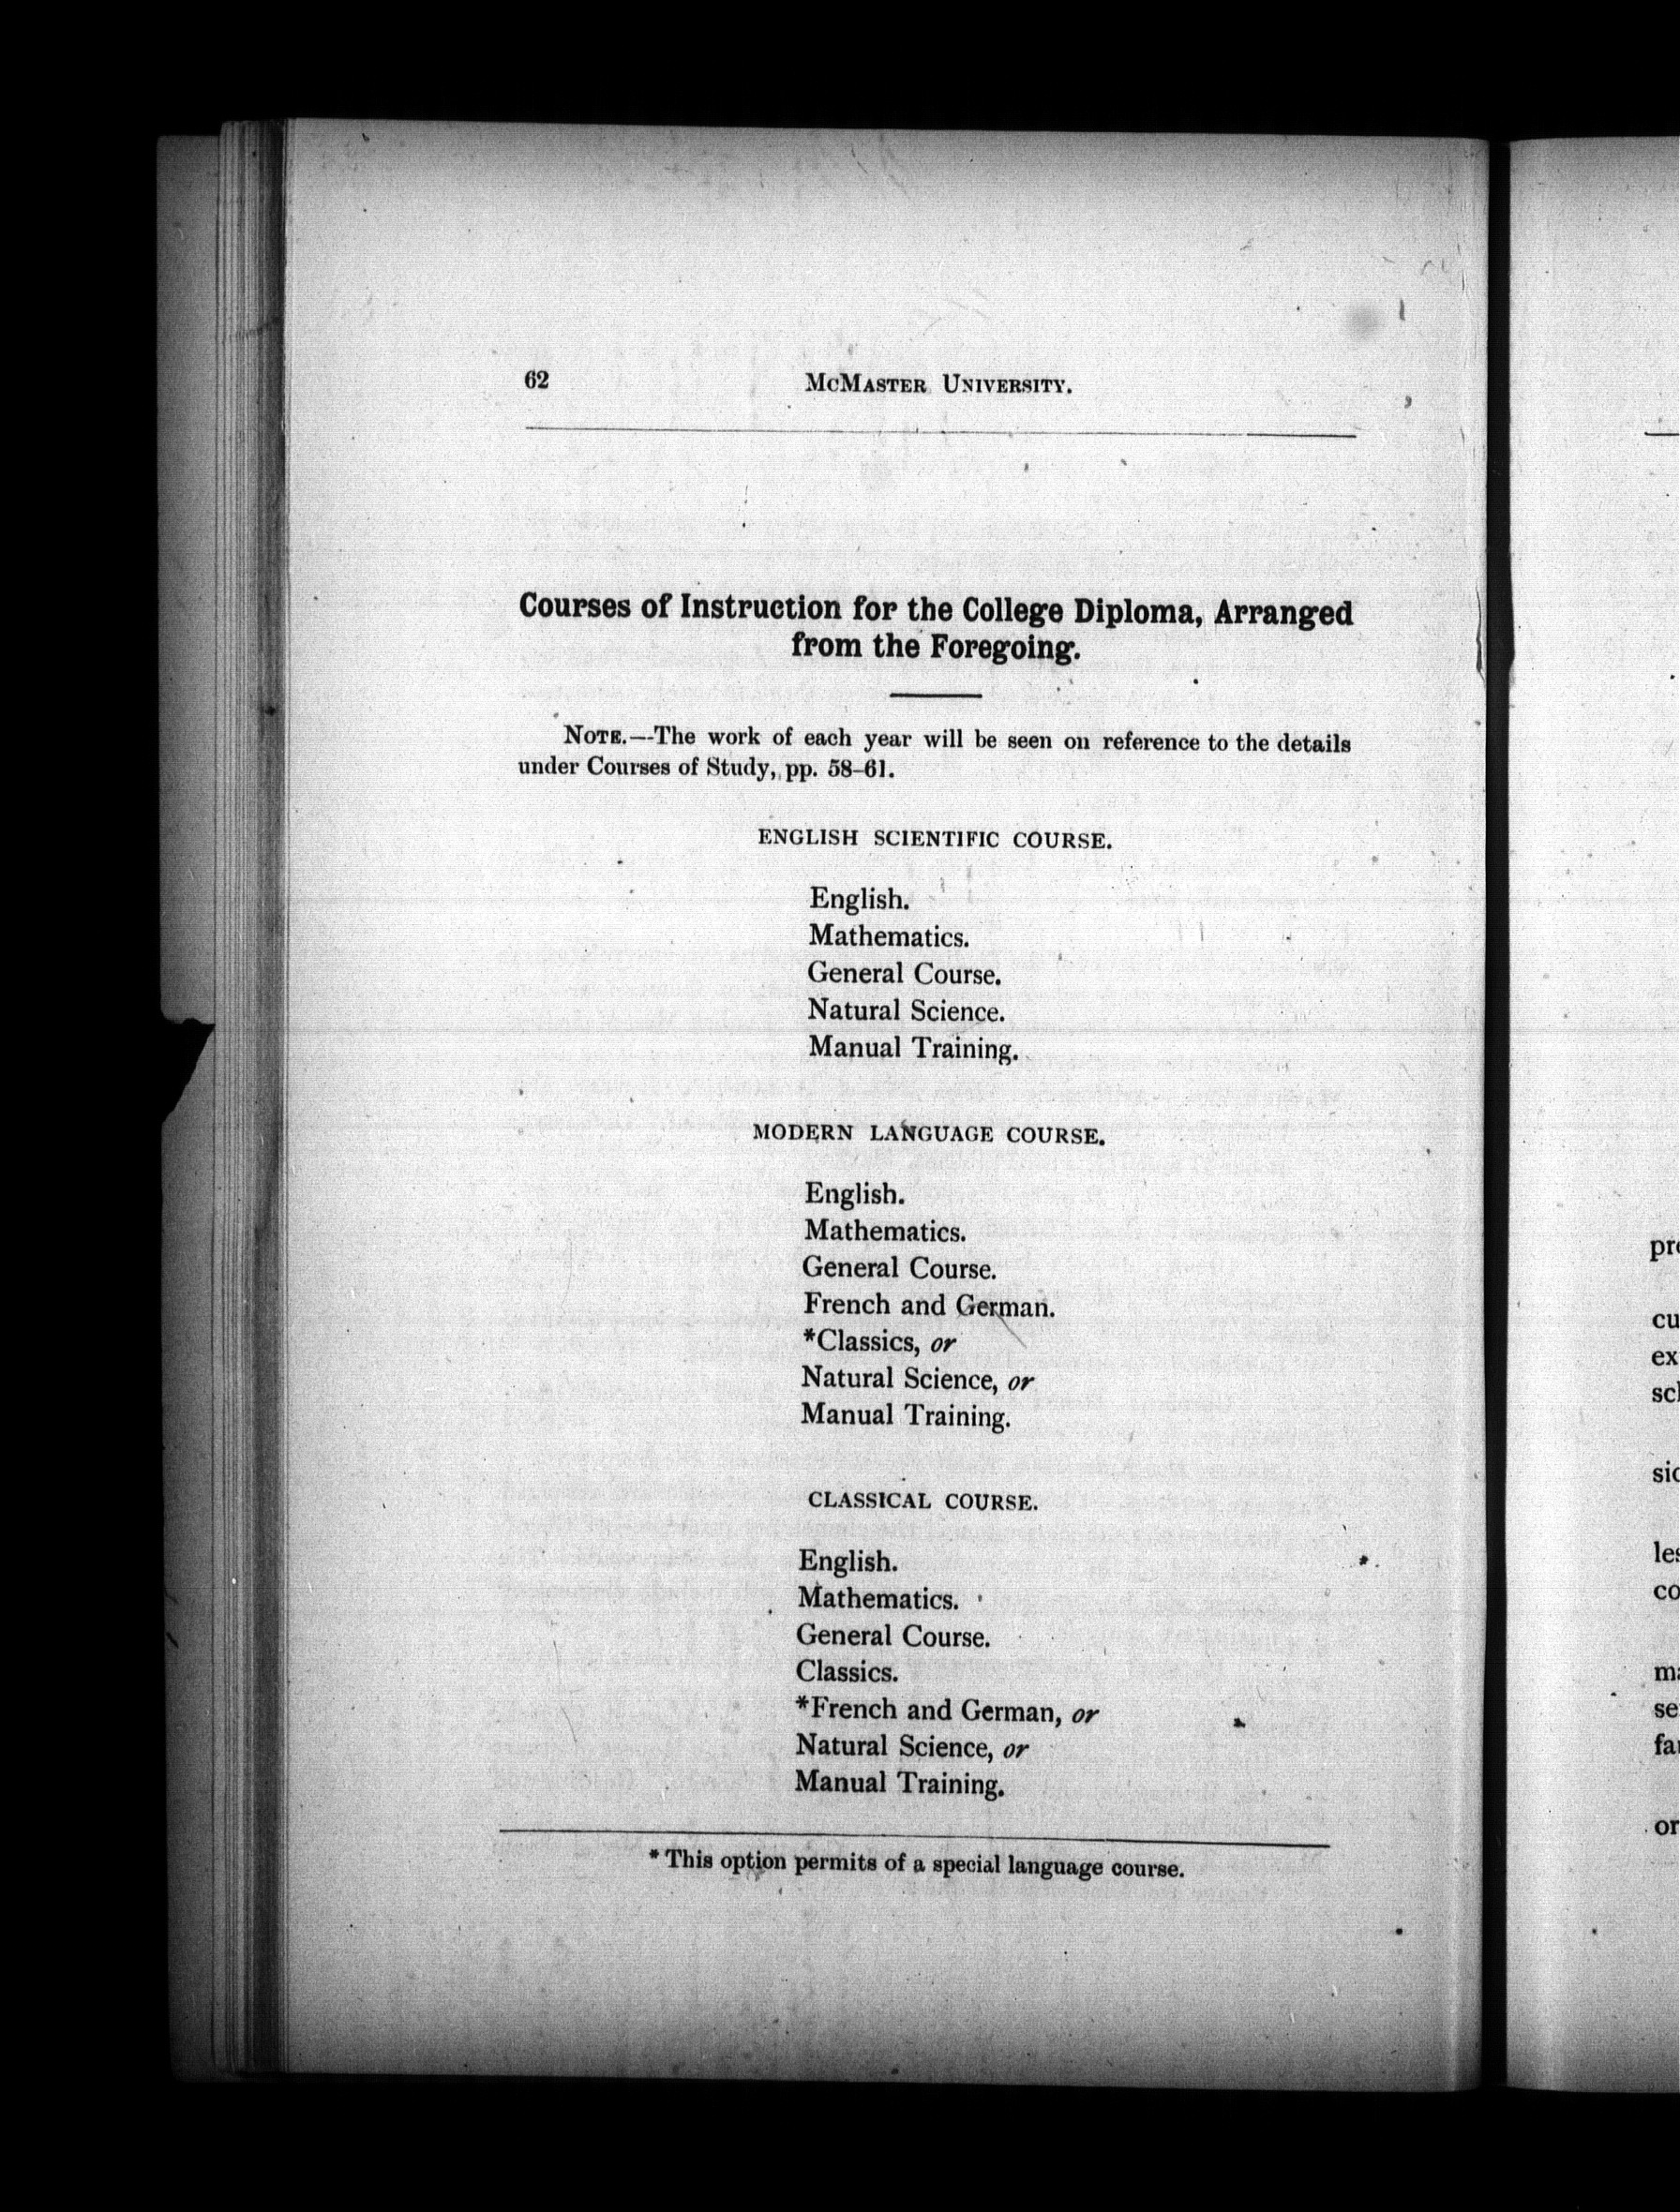 62 McMaster University.
Courses of Instruction for the College Diploma, Arranged
from the Foregoing.
Note.—The work of each year will be seen on reference to the details
under Courses of Study, pp. 58–61.
ENGLISH SCIENTIFIC COURSE.
English.
Mathematics.
General Course.
Natural Science.
Manual Training.
MODERN LANGUAGE COURSE.
English.
Mathematics.
General Course.
French and German.
*Classics, or
Natural Science, or
Manual Training.
CLASSICAL COURSE.
English.
Mathematics.
General Course.
Classics.
*French and German, or
Natural Science, or
Manual Training.
* This option permits of a special language course.